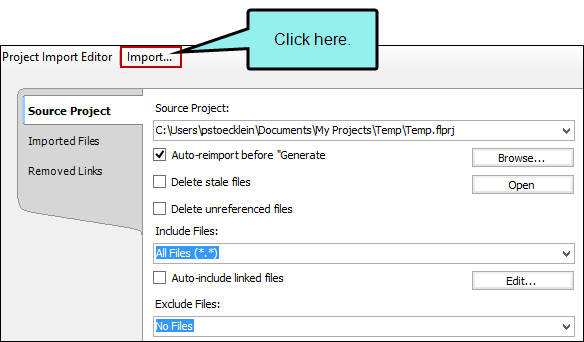 Click here.
Project Import Editor Import...
Source Project
Imported Files
Removed Links
Source Project:
C:\Users\pstoecklein\Documents\My Projects\Temp\Temp.flprj
Auto-reimport before "Generate
Browse...
Delete stale files
Open
Delete unreferenced files
Include Files:
All Files (*.*)
Auto-include linked files
Edit...
Exclude Files:
No Files